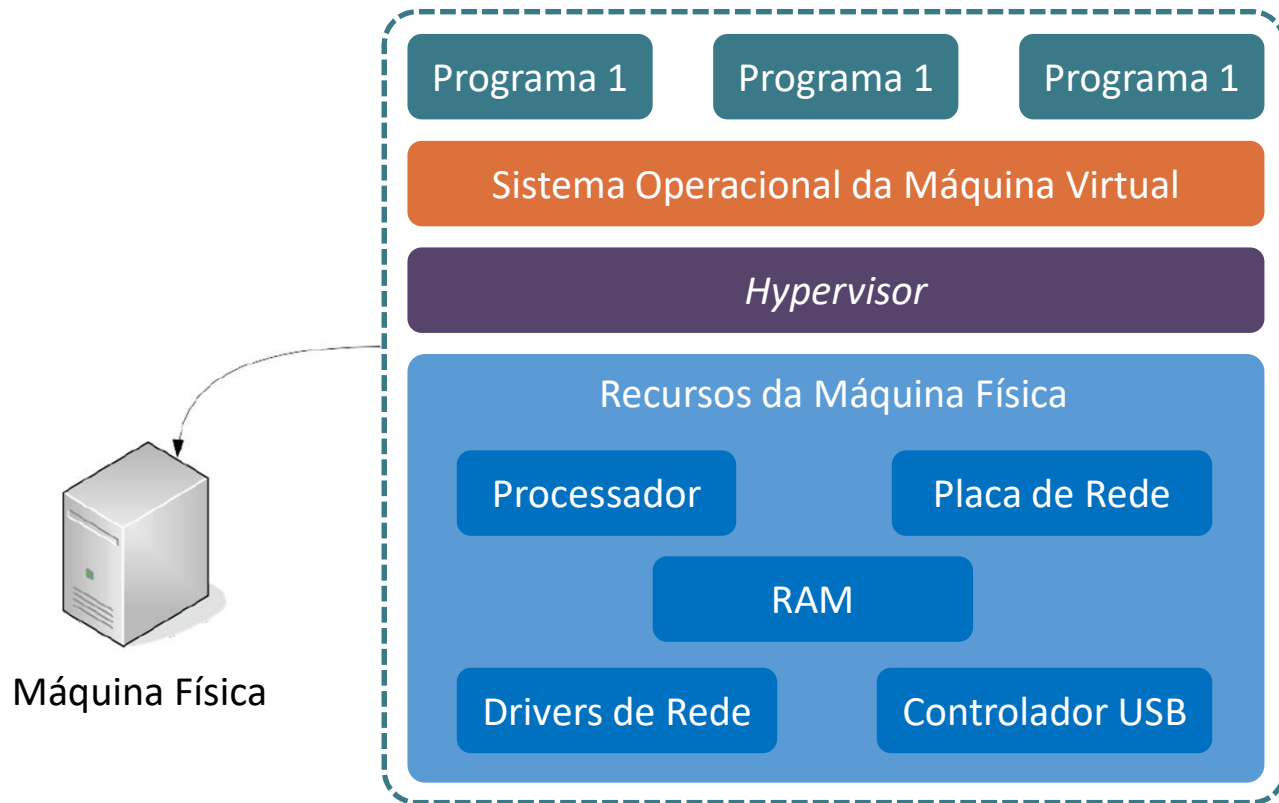 Programa 1
Programa 1
Programa 1
Sistema Operacional da Máquina Virtual
Hypervisor
Recursos da Máquina Física
Processador
Placa de Rede
RAM
Drivers de Rede
Controlador USB
Máquina Física